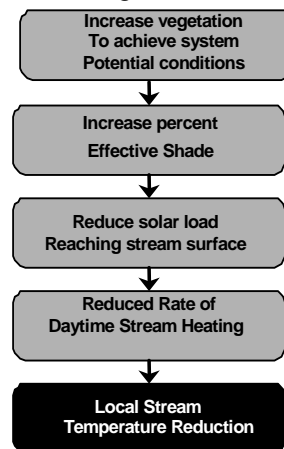 Increase vegetation
To achieve system
Potential conditions
Increase percent
Effective Shade
Reduce solar load
Reaching stream surface
Reduced Rate of
Daytime Stream Heating
Local Stream
Temperature Reduction